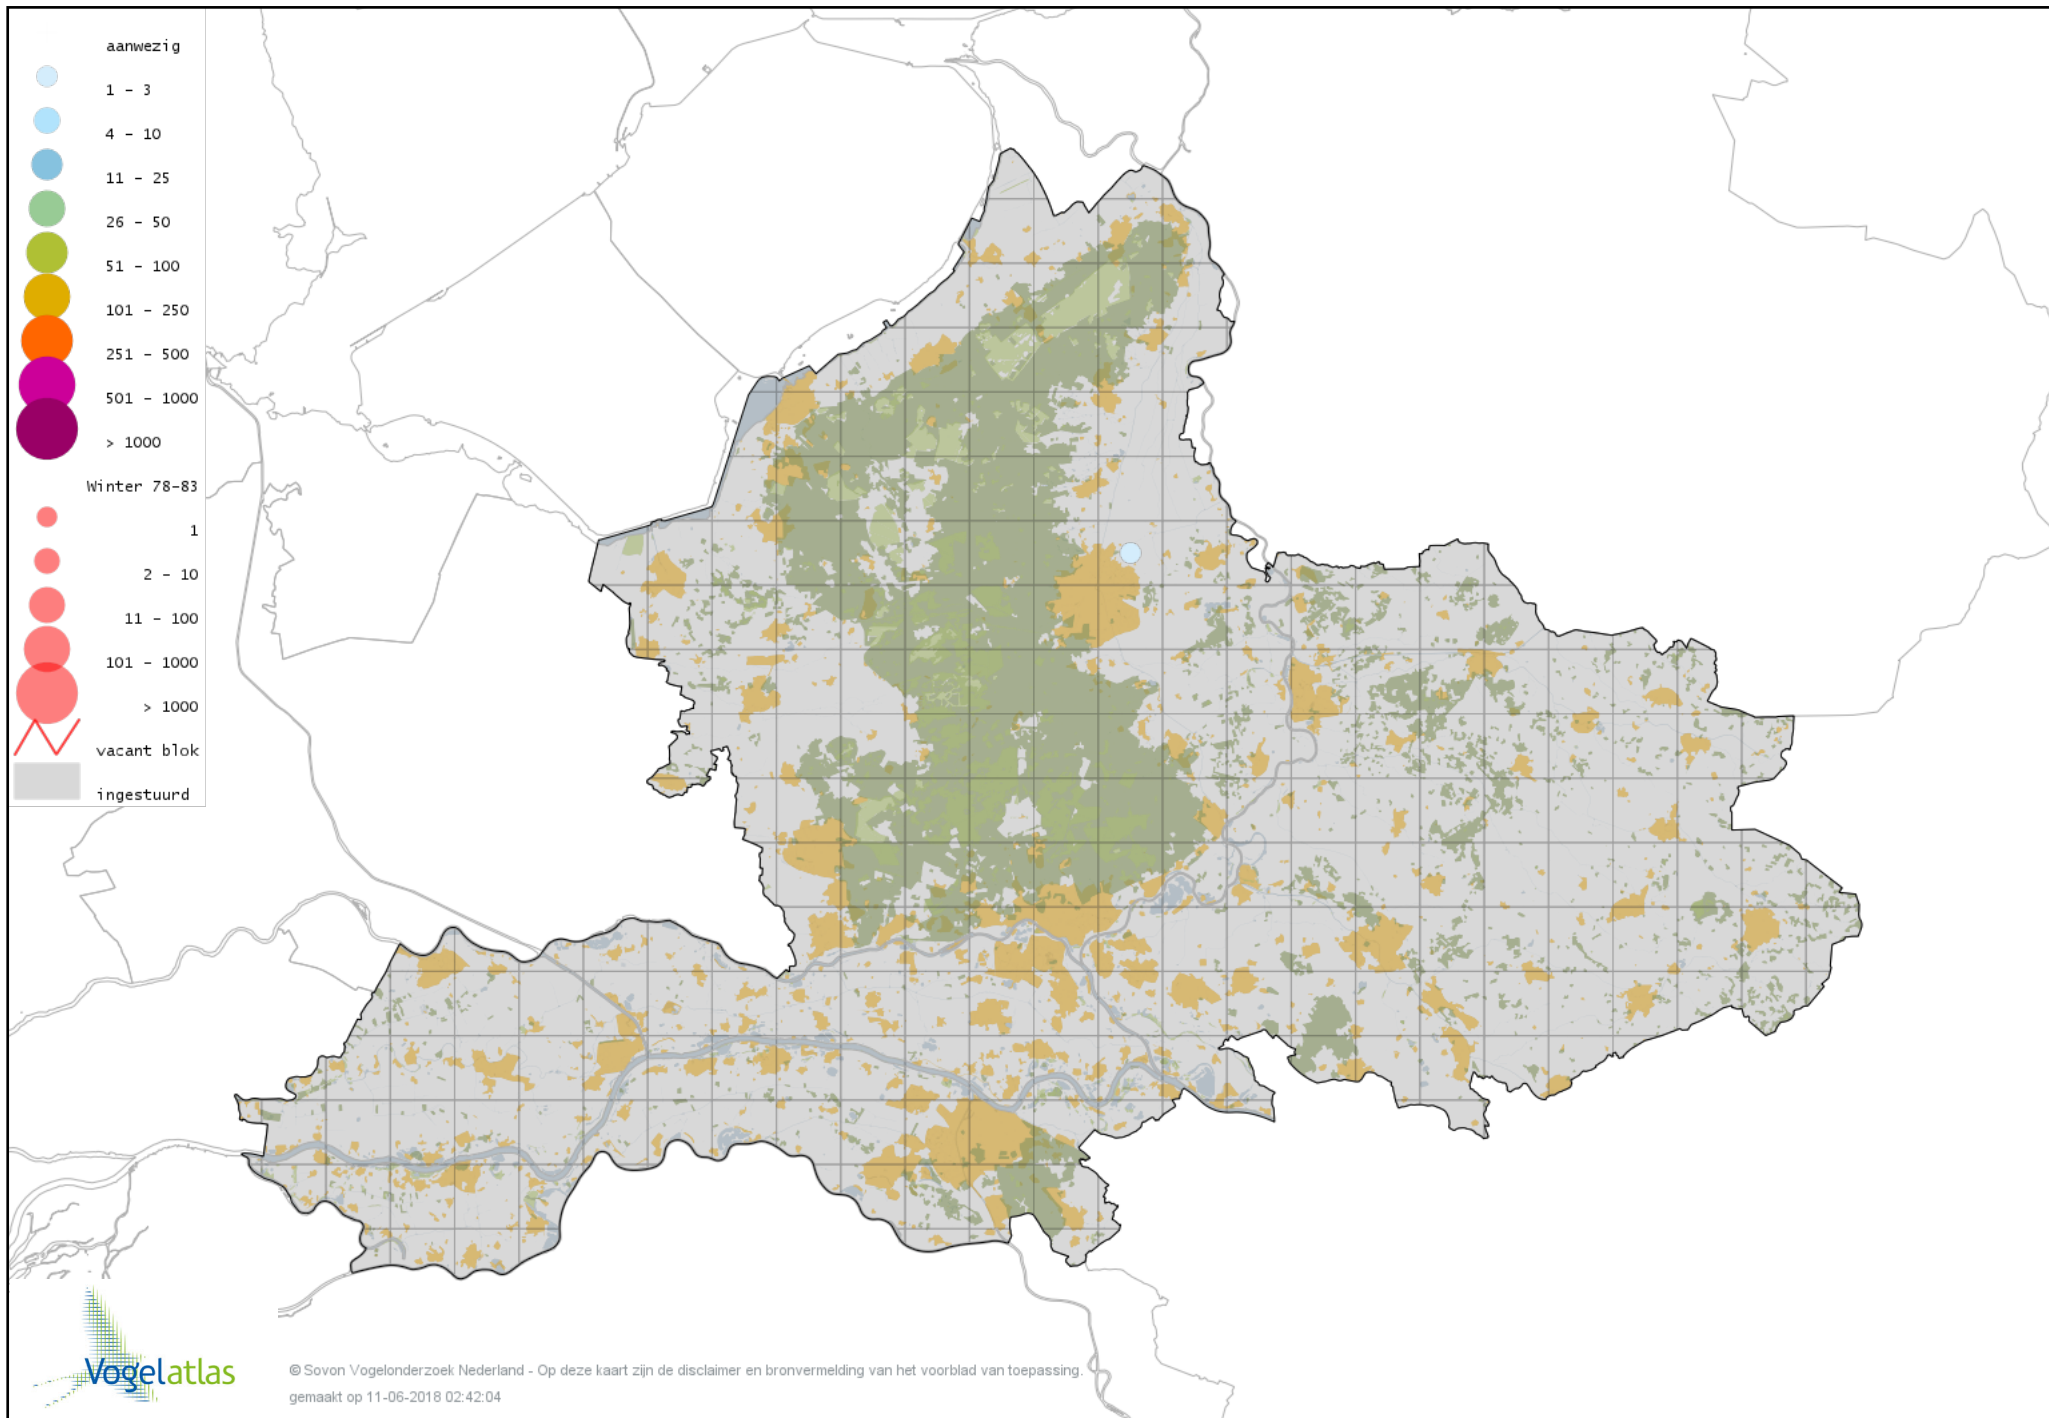 aanwezig
1 - 3
4 - 10
11 - 25
26 - 50
51 - 100
101 - 250
251 - 500
501 - 1000
> 1000
Winter 78-83
1
2 - 10
11 - 100
101 - 1000
> 1000
vacant blok
ingestuurd
Vogelatlas
© Sovon Vogelonderzoek Nederland - Op deze kaart zijn de disclaimer en bronvermelding van het voorblad van toepassing.
gemaakt op 11-06-2018 02:42:04